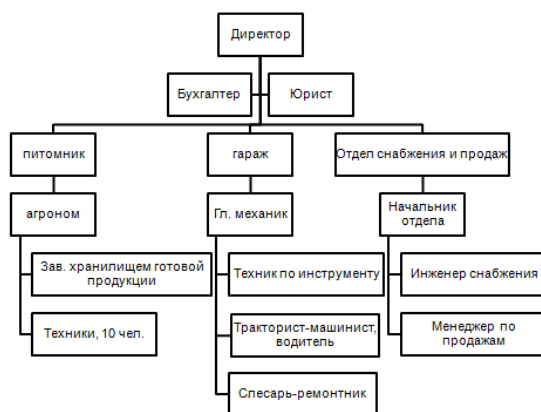 Директор
Бухгалтер
Юрист
питомник
гараж
Отдел снабжения и продаж
агроном
Гл. механик
Начальник
отдела
Зав. хранилищем готовой
продукции
Техник по инструменту
Инженер снабжения
Техники, 10 чел.
Тракторист-машинист,
водитель
Менеджер по
продажам
Слесарь-ремонтник